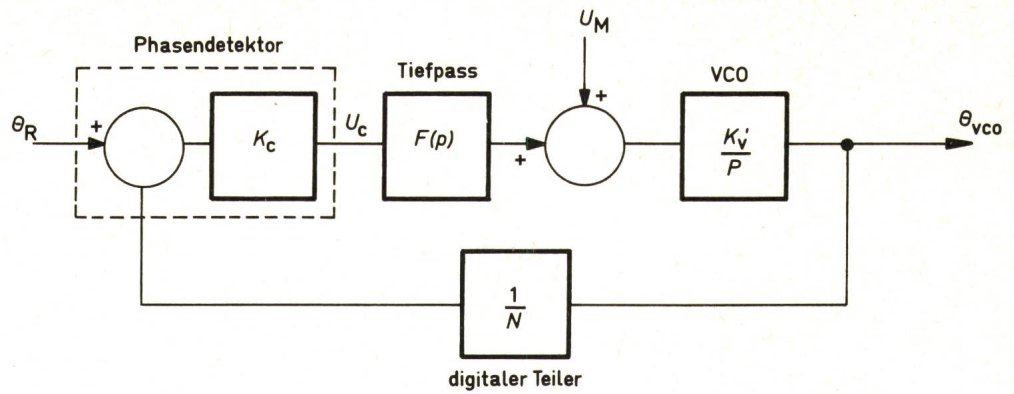 U_M
Phasendetektor
Tiefpass
VCO
θ_R
+
K_c
U_c
F(p)
+
+
K_v'
P
θ_VCO
1
N
digitaler Teiler